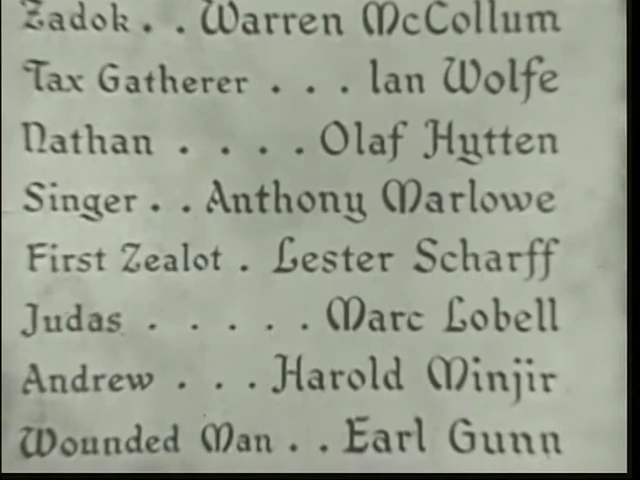 Zadok . . Warren McCollum
Tax Gatherer . . . Ian Wolfe
Nathan . . . . Olaf Hytten
Singer . . Anthony Marlowe
First Zealot . Lester Scharff
Judas . . . . . Marc Lobell
Andrew . . . Harold Minjir
Wounded Man . . Earl Gunn